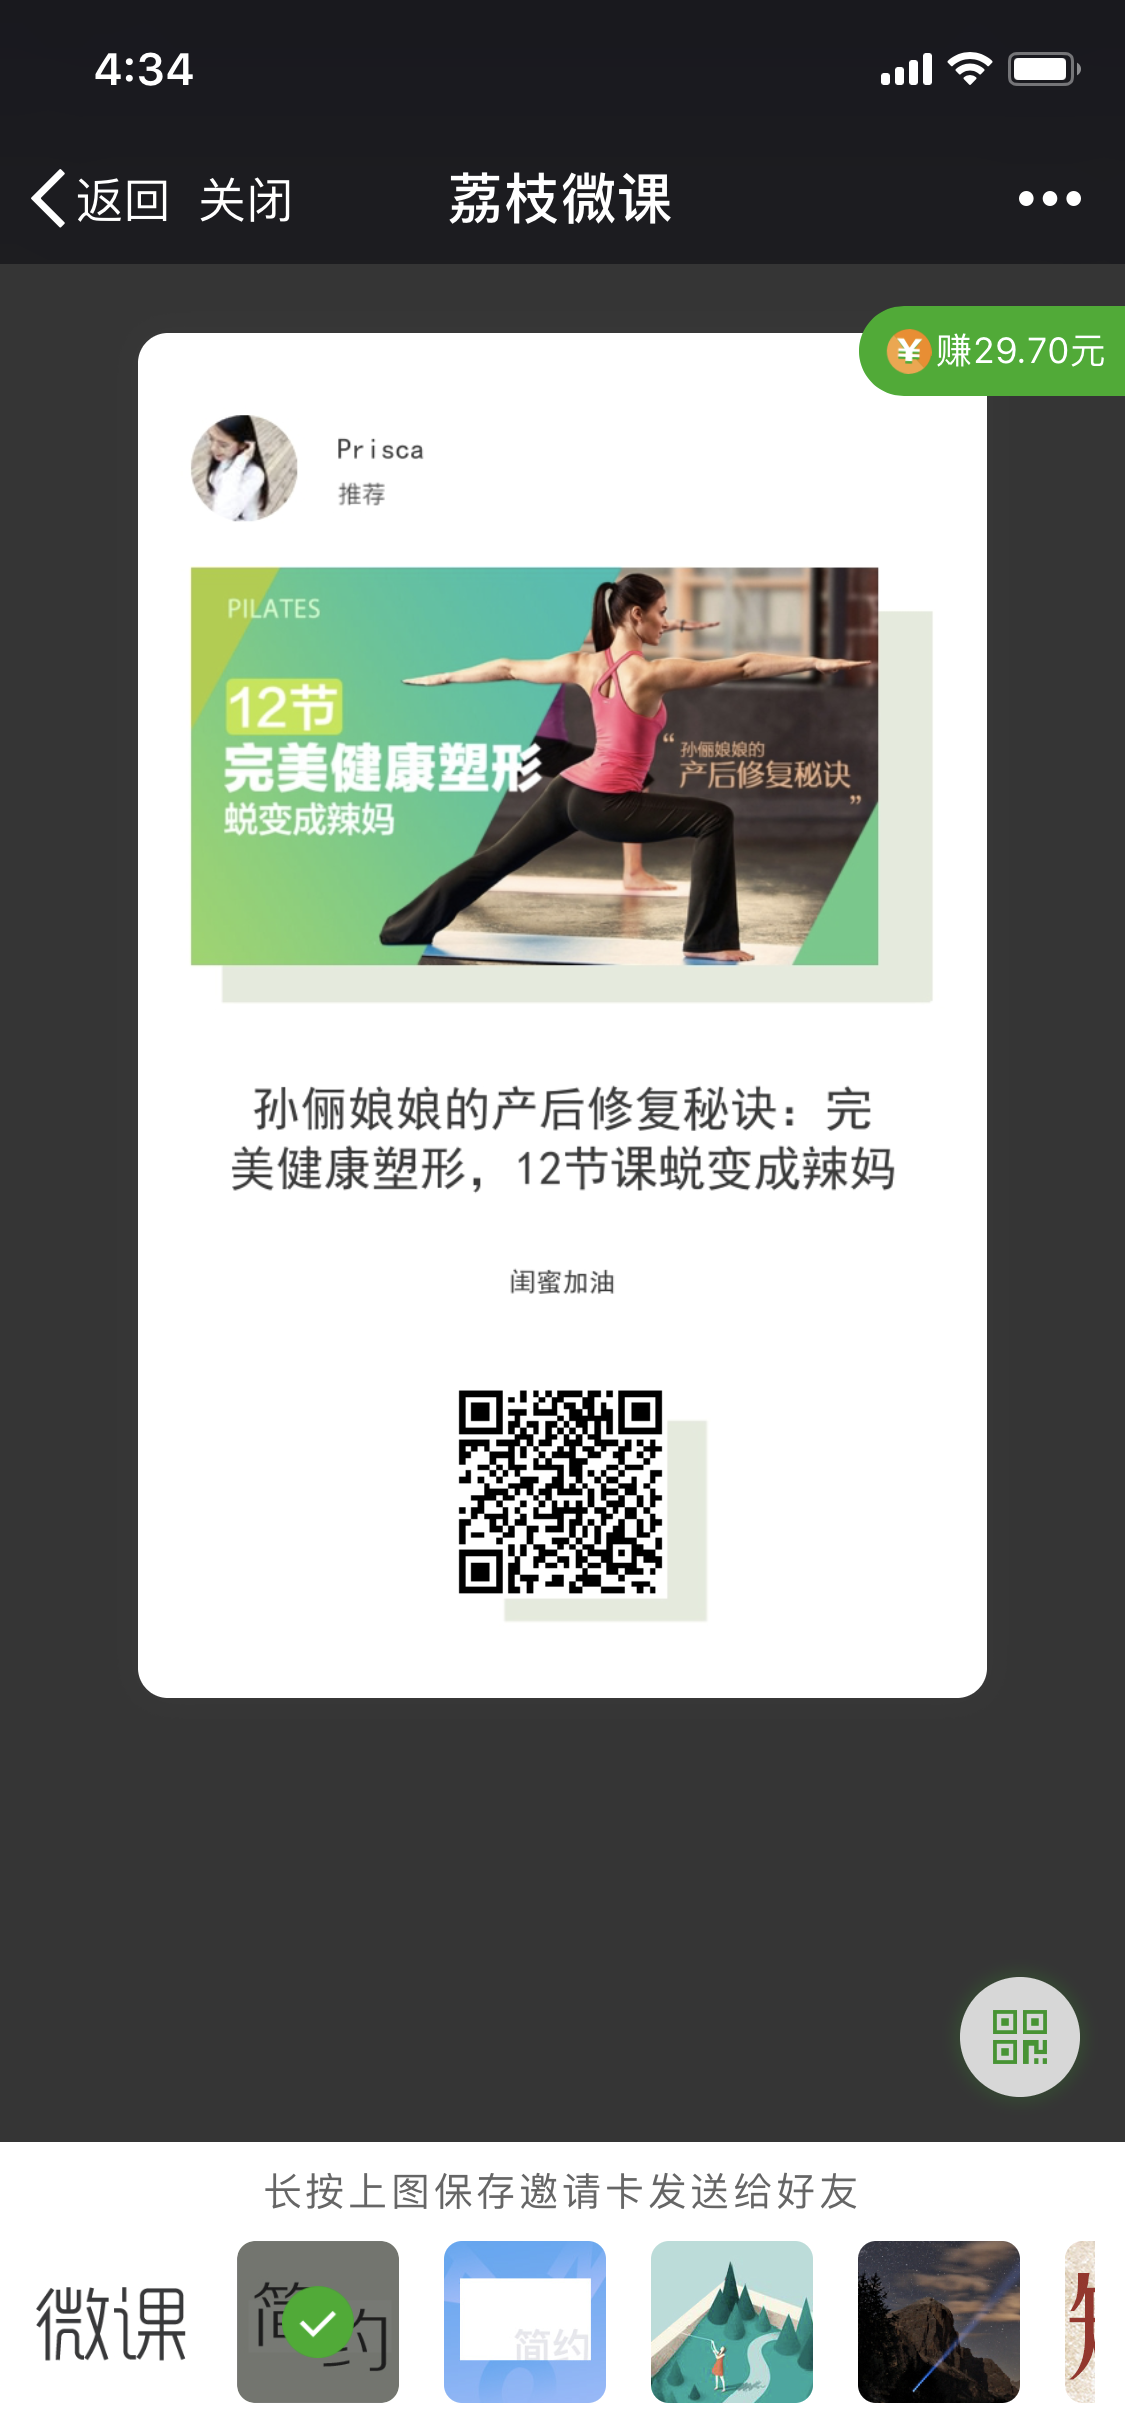 4:34
返回 关闭 荔枝微课
赚29.70元
Prisca
推荐
PILATES
12节
完美健康塑形
蜕变成辣妈
“ 孙俪娘娘的
产后修复秘诀 ”
孙俪娘娘的产后修复秘诀：完
美健康塑形，12节课蜕变成辣妈
闺蜜加油
长按上图保存邀请卡发送给好友
微课
简约
简约